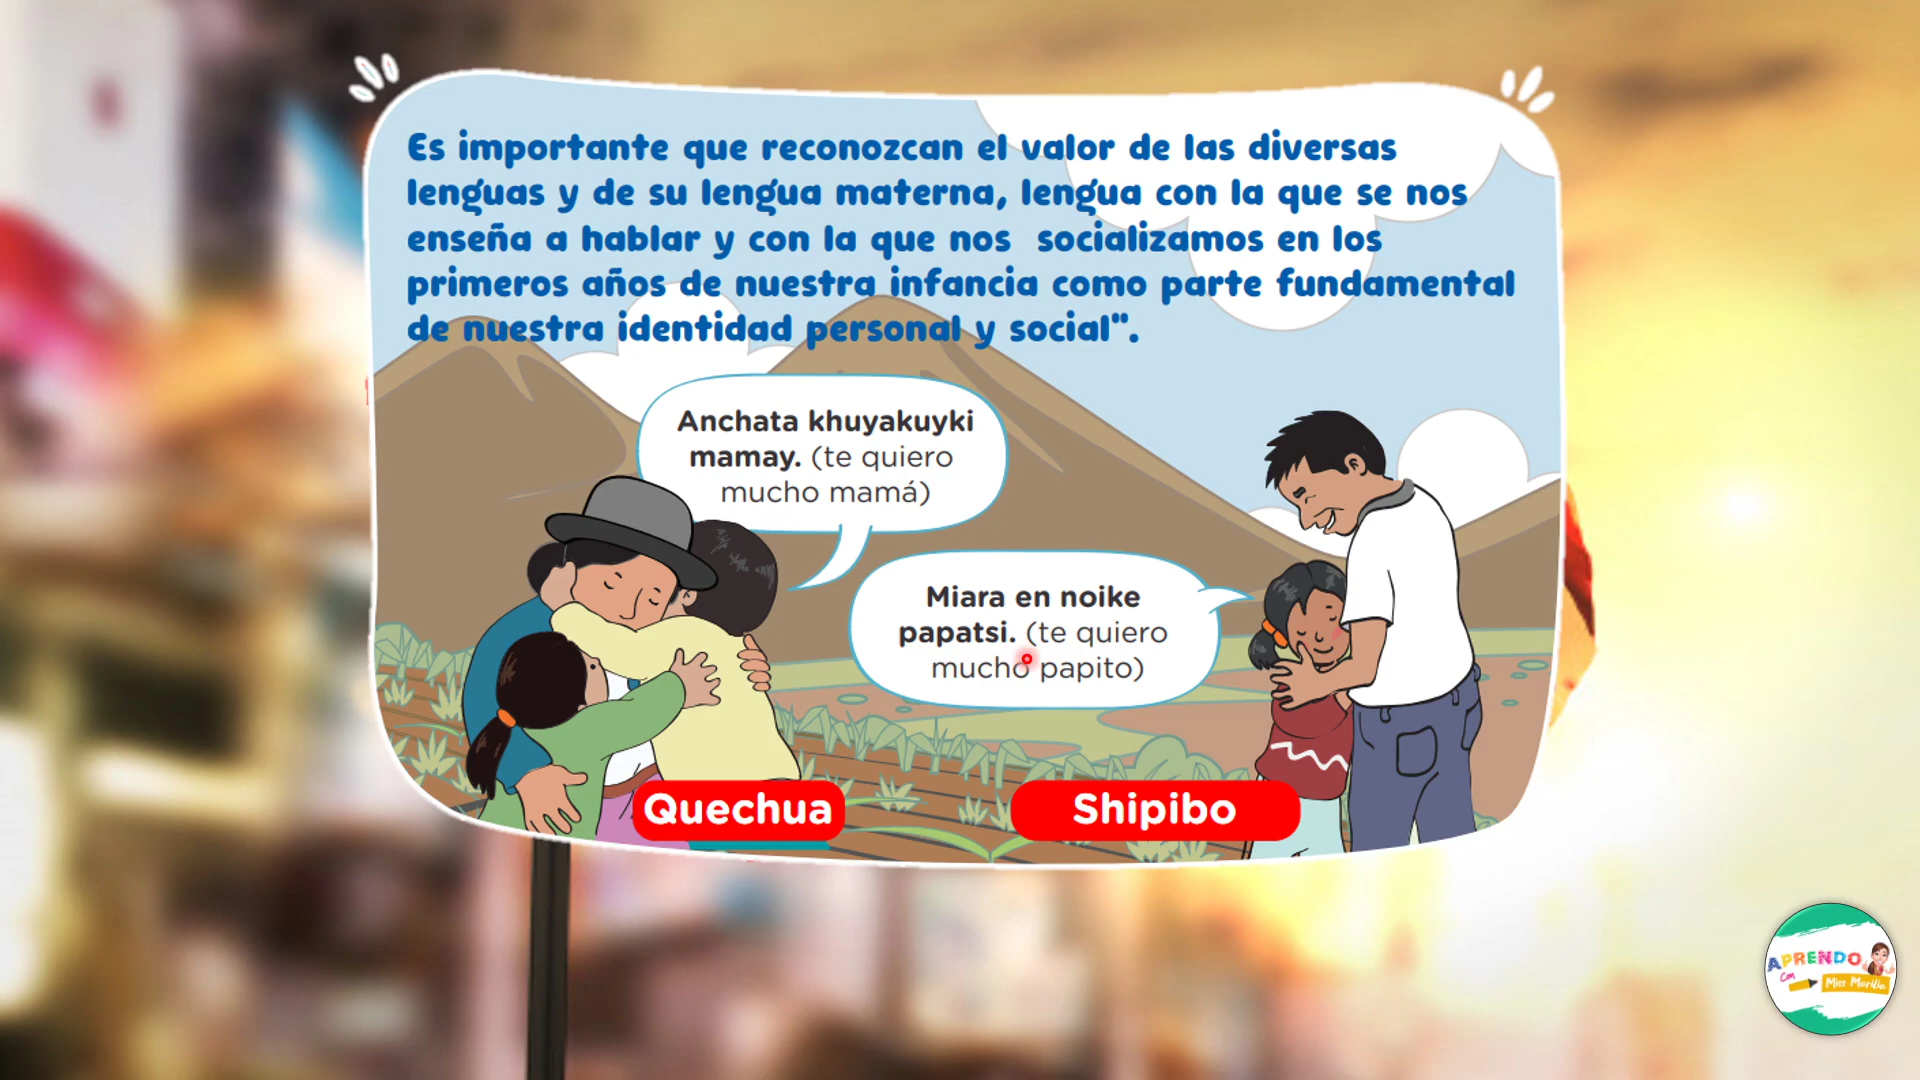 Es importante que reconozcan el valor de las diversas
lenguas y de su lengua materna, lengua con la que se nos
enseña a hablar y con la que nos socializamos en los
primeros años de nuestra infancia como parte fundamental
de nuestra identidad personal y social".
Anchata khuyakuyki
mamay. (te quiero
mucho mamá)
Miara en noike
papatsi. (te quiero
mucho papito)
Quechua
Shipibo
APRENDO
Con
Miss Marilia